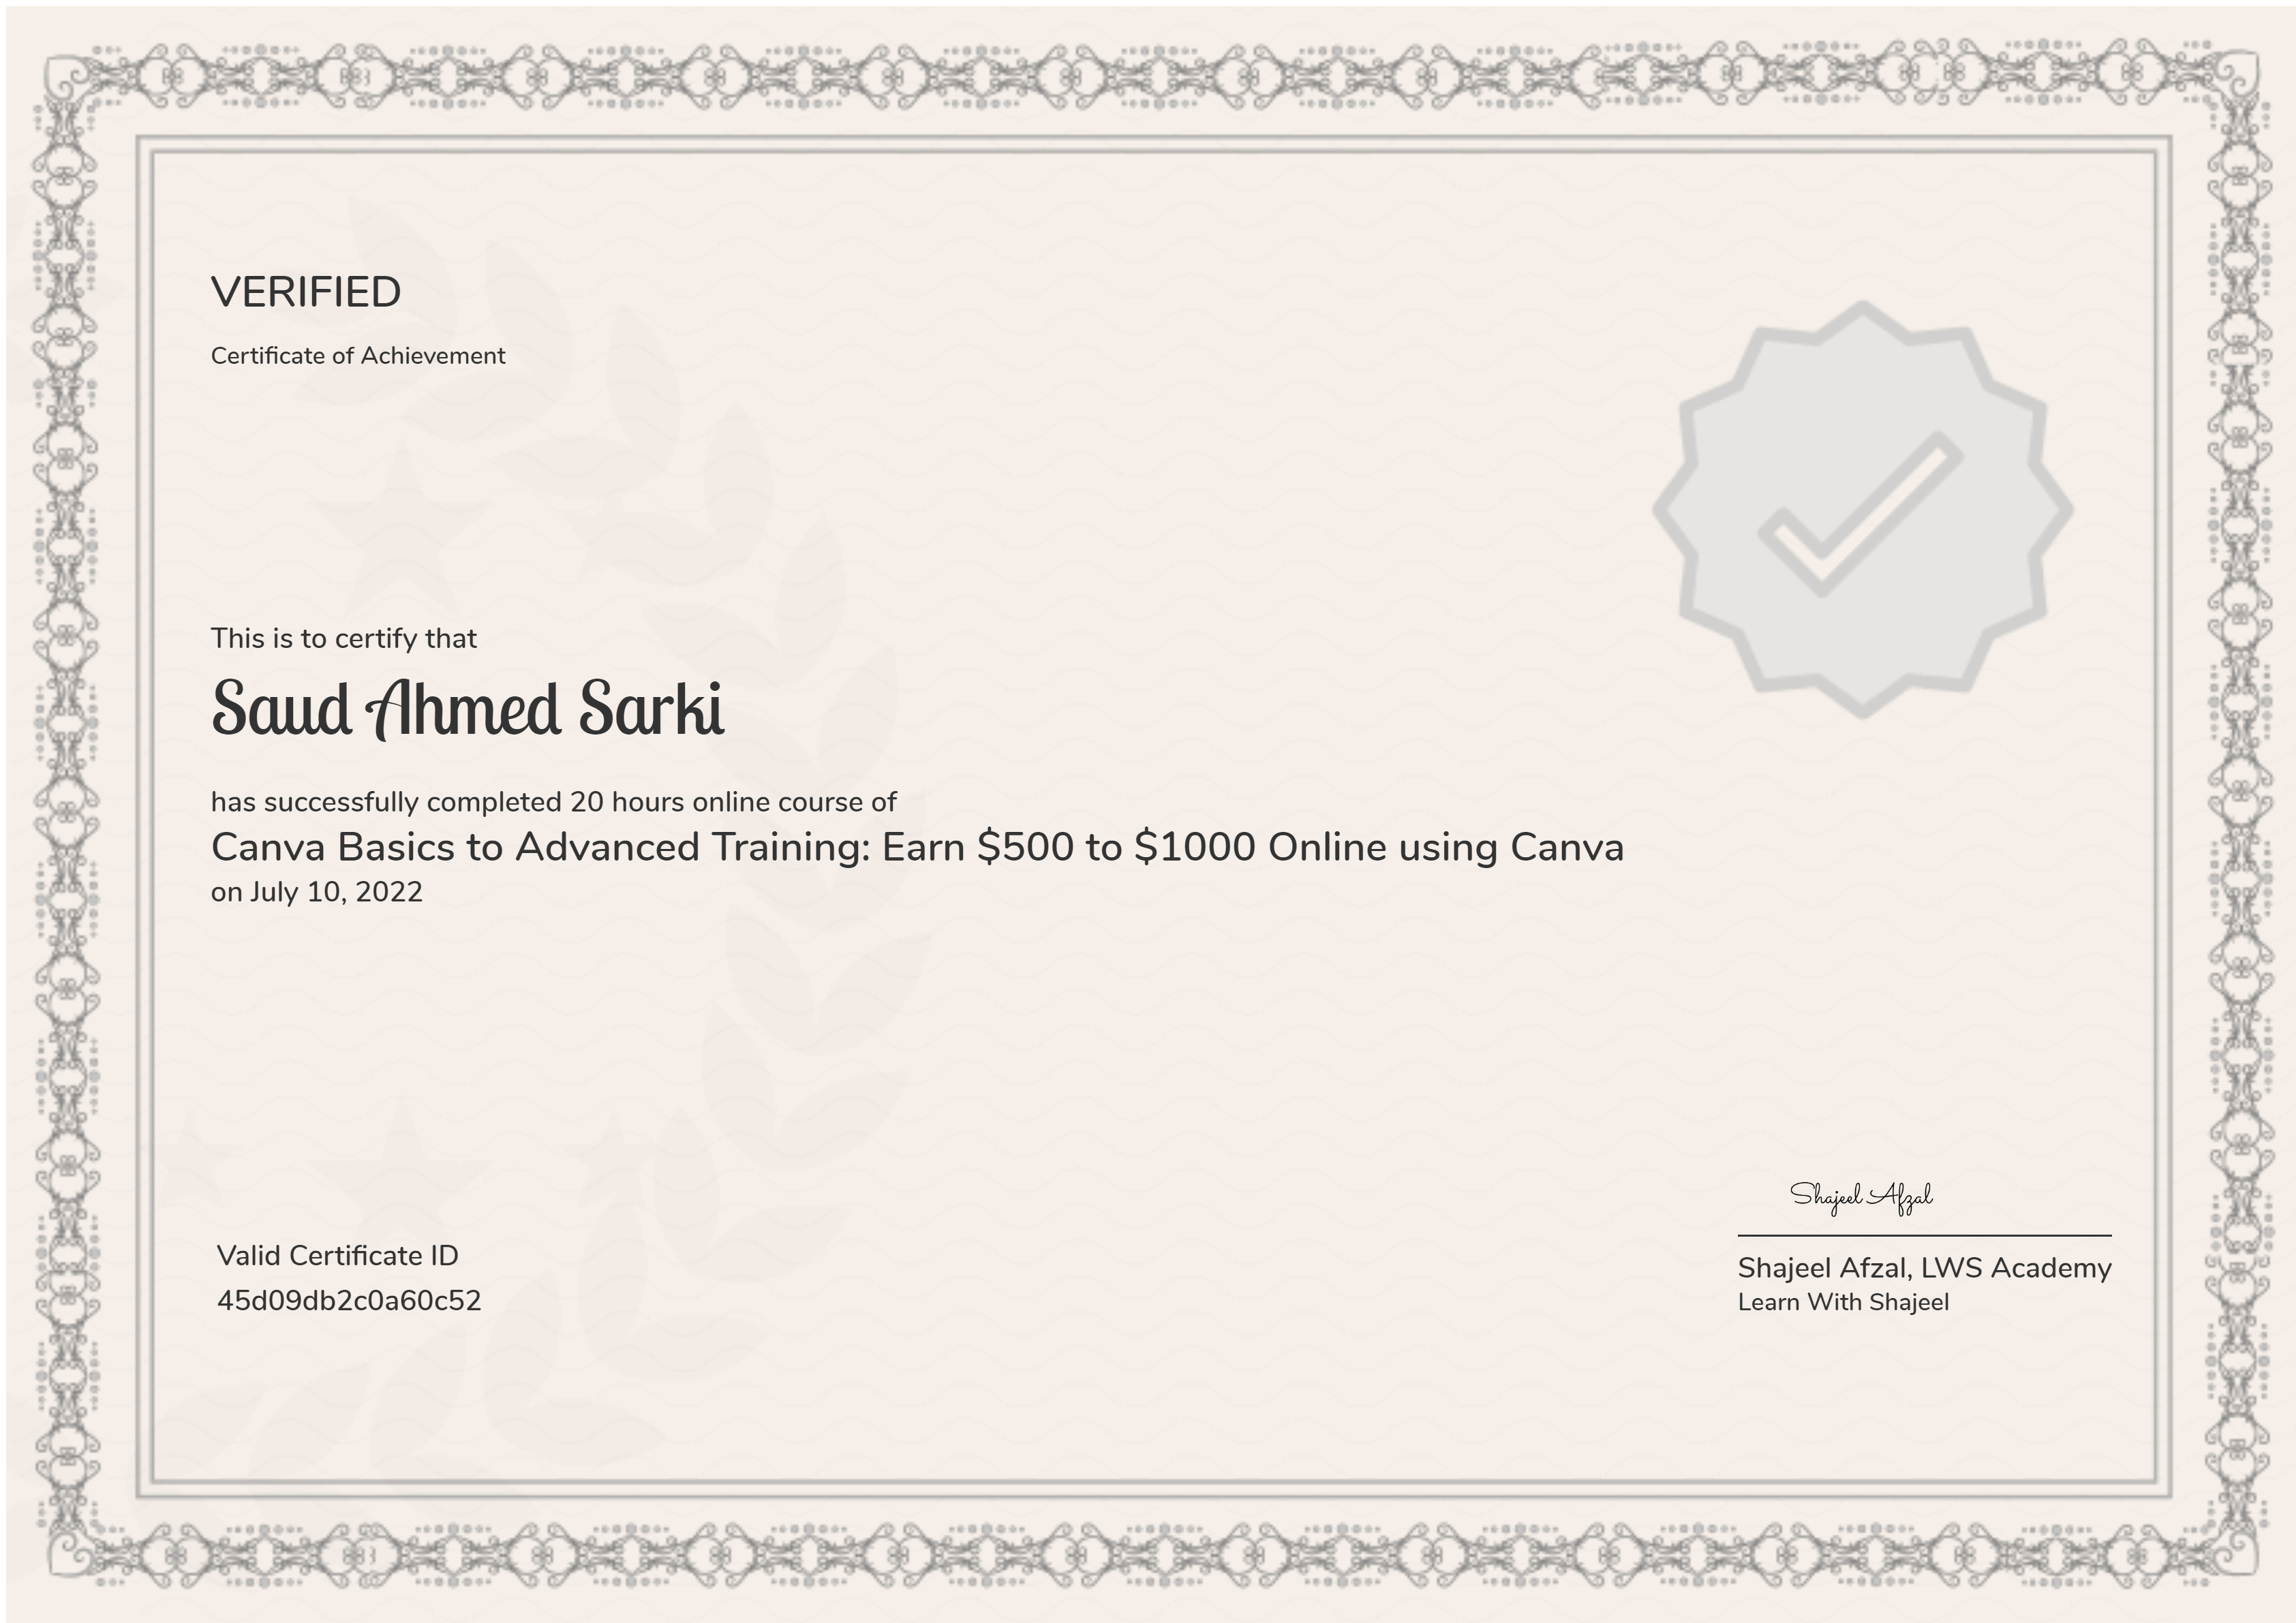 VERIFIED
Certificate of Achievement
This is to certify that
Saud Ahmed Sarki
has successfully completed 20 hours online course of
Canva Basics to Advanced Training: Earn $500 to $1000 Online using Canva
on July 10, 2022
Shajeel Afzal
Valid Certificate ID
45d09db2c0a60c52
Shajeel Afzal, LWS Academy
Learn With Shajeel